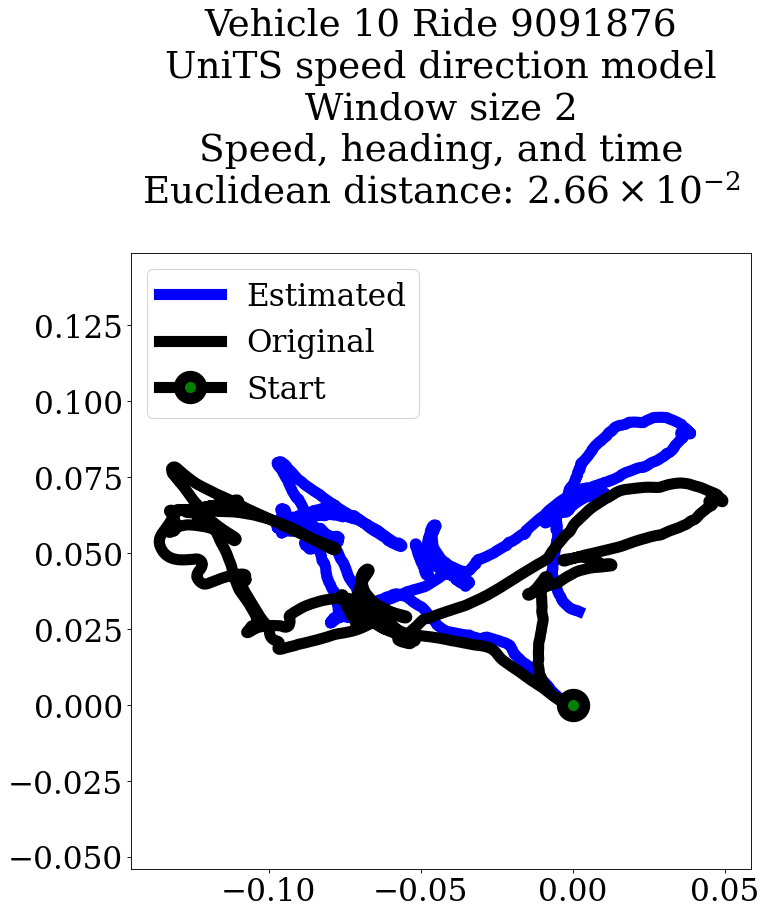 Vehicle 10 Ride 9091876
UniTS speed direction model
Window size 2
Speed, heading, and time
Euclidean distance: 2.66 × 10⁻²
Estimated
Original
Start
0.125
0.100
0.075
0.050
0.025
0.000
−0.025
−0.050
−0.10 −0.05 0.00 0.05